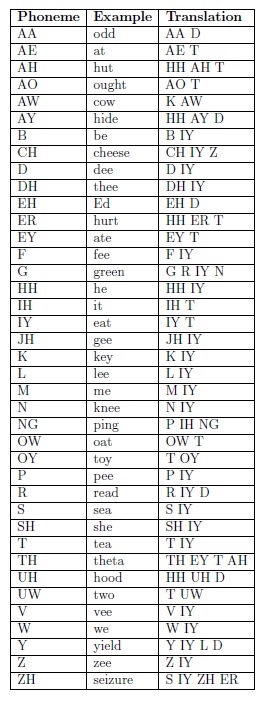 Phoneme Example Translation
AA odd AA D
AE at AE T
AH hut HH AH T
AO ought AO T
AW cow K AW
AY hide HH AY D
B be B IY
CH cheese CH IY Z
D dee D IY
DH thee DH IY
EH Ed EH D
ER hurt HH ER T
EY ate EY T
F fee F IY
G green G R IY N
HH he HH IY
IH it IH T
IY eat IY T
JH gee JH IY
K key K IY
L lee L IY
M me M IY
N knee N IY
NG ping P IH NG
OW oat OW T
OY toy T OY
P pee P IY
R read R IY D
S sea S IY
SH she SH IY
T tea T IY
TH theta TH EY T AH
UH hood HH UH D
UW two T UW
V vee V IY
W we W IY
Y yield Y IY L D
Z zee Z IY
ZH seizure S IY ZH ER